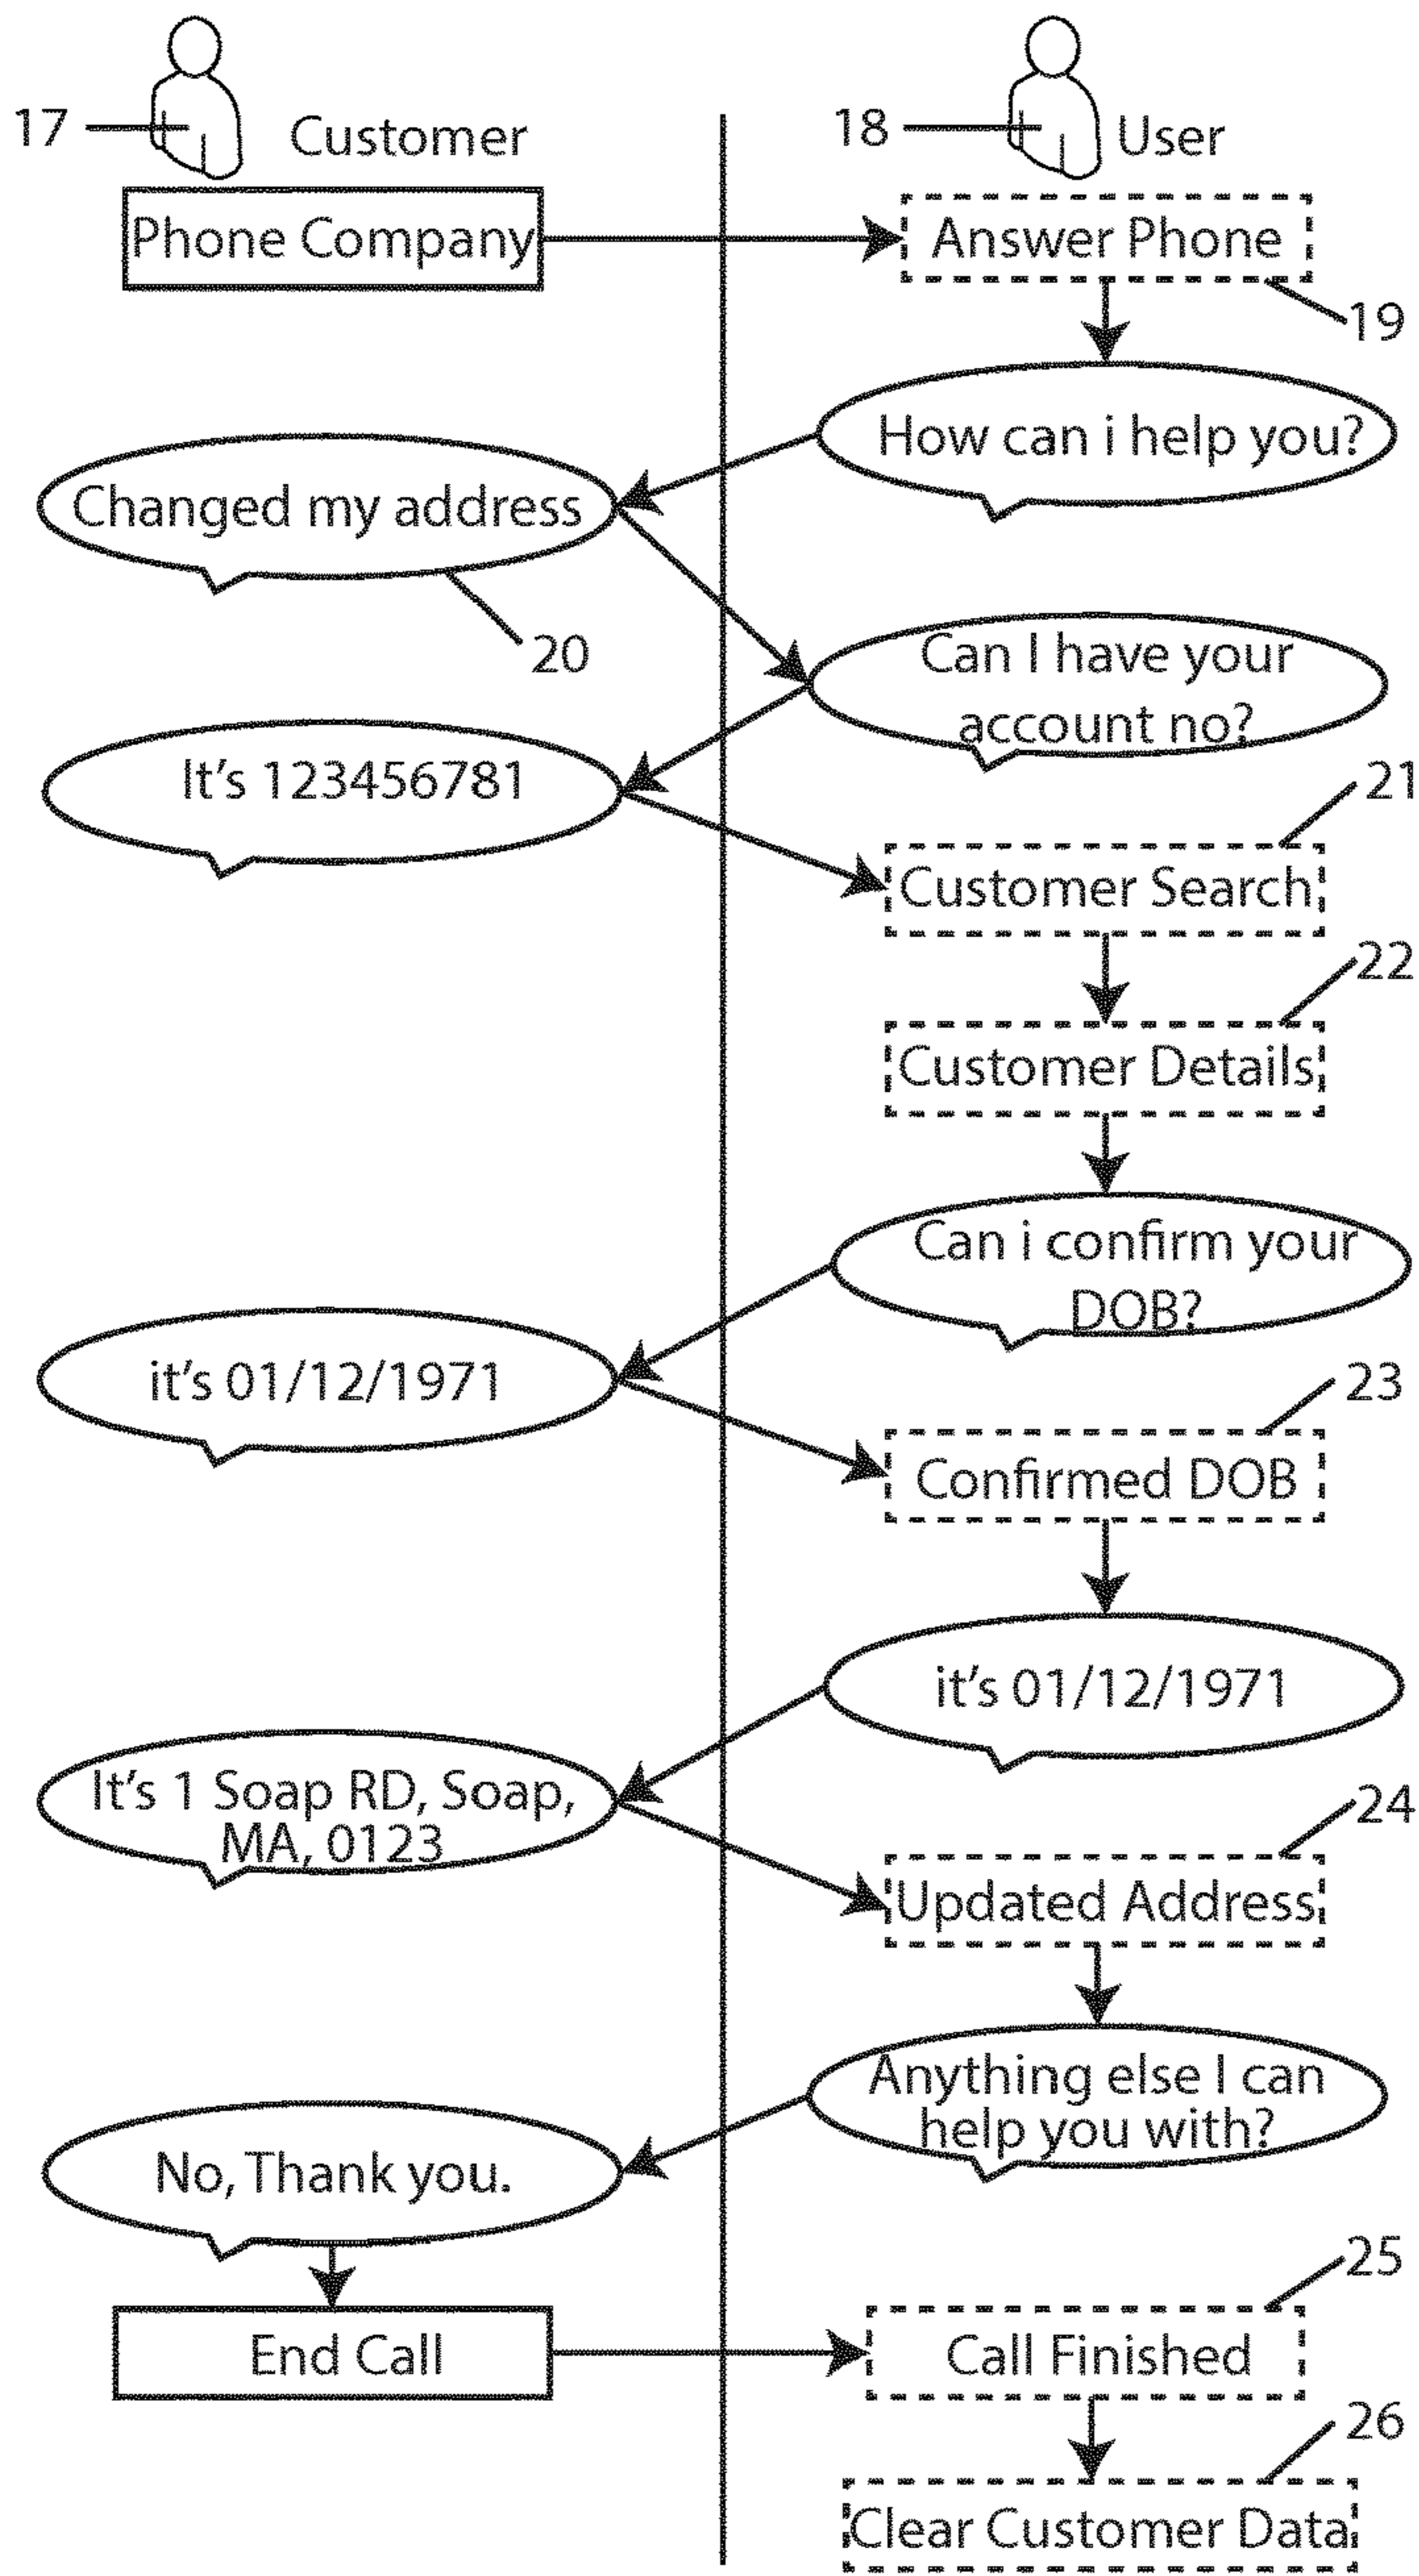 17
Customer
18
User
Phone Company
Answer Phone
19
How can i help you?
Changed my address
20
Can I have your
account no?
It's 123456781
21
Customer Search
22
Customer Details
Can i confirm your
DOB?
it's 01/12/1971
23
Confirmed DOB
it's 01/12/1971
It's 1 Soap RD, Soap,
MA, 0123
24
Updated Address
Anything else I can
help you with?
No, Thank you.
25
End Call
Call Finished
26
Clear Customer Data